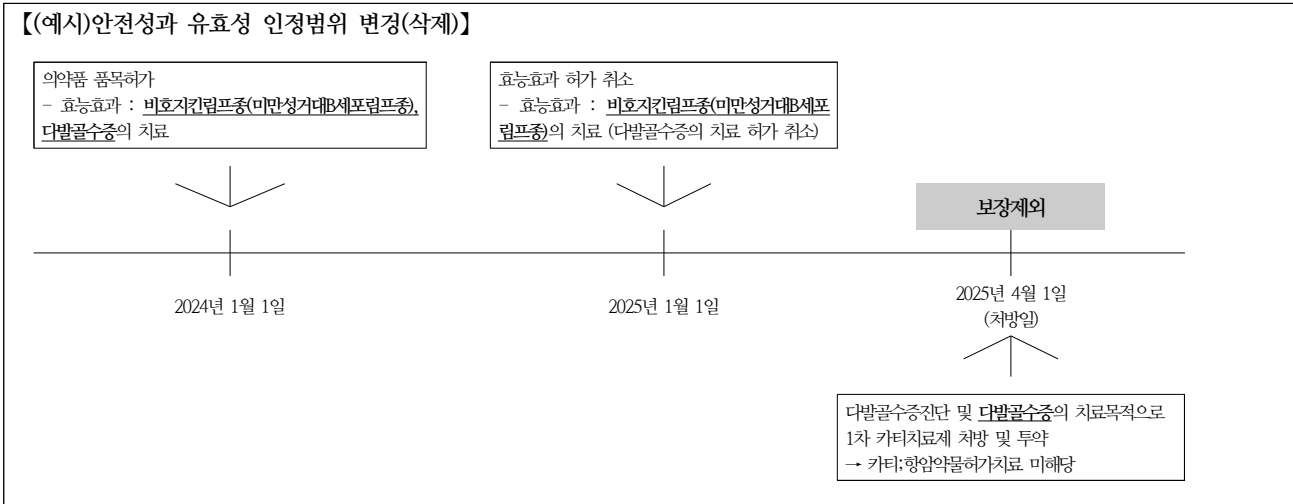 【(예시)안전성과 유효성 인정범위 변경(삭제)】
의약품 품목허가
- 효능효과 : 비호지킨림프종(미만성거대B세포림프종),
다발골수증의 치료
효능효과 허가 취소
- 효능효과 : 비호지킨림프종(미만성거대B세포
림프종)의 치료 (다발골수증의 치료 허가 취소)
보장제외
2024년 1월 1일
2025년 1월 1일
2025년 4월 1일
(처방일)
다발골수증진단 및 다발골수증의 치료목적으로
1차 카티치료제 처방 및 투약
→ 카티;항암약물허가치료 미해당